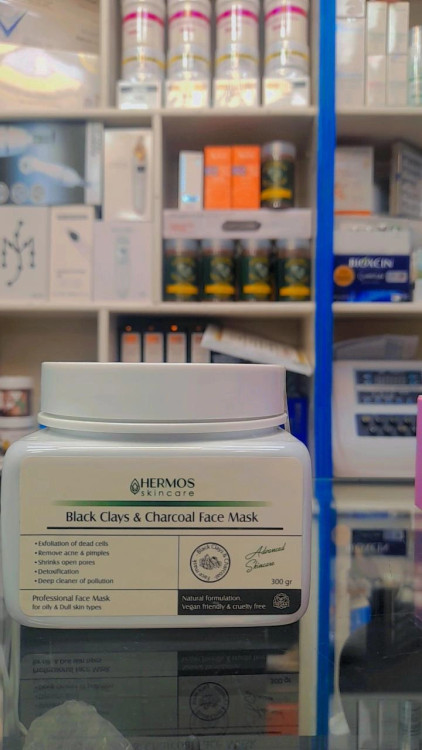 BIOXCIN
HERMOS
skincare
Black Clays & Charcoal Face Mask
• Exfoliation of dead cells
• Remove acne & pimples
• Shrinks open pores
• Detoxification
• Deep cleaner of pollution
Advanced
Skincare
300 gr
Professional Face Mask
for oily & Dull skin types
Natural formulation
Vegan friendly & cruelty free